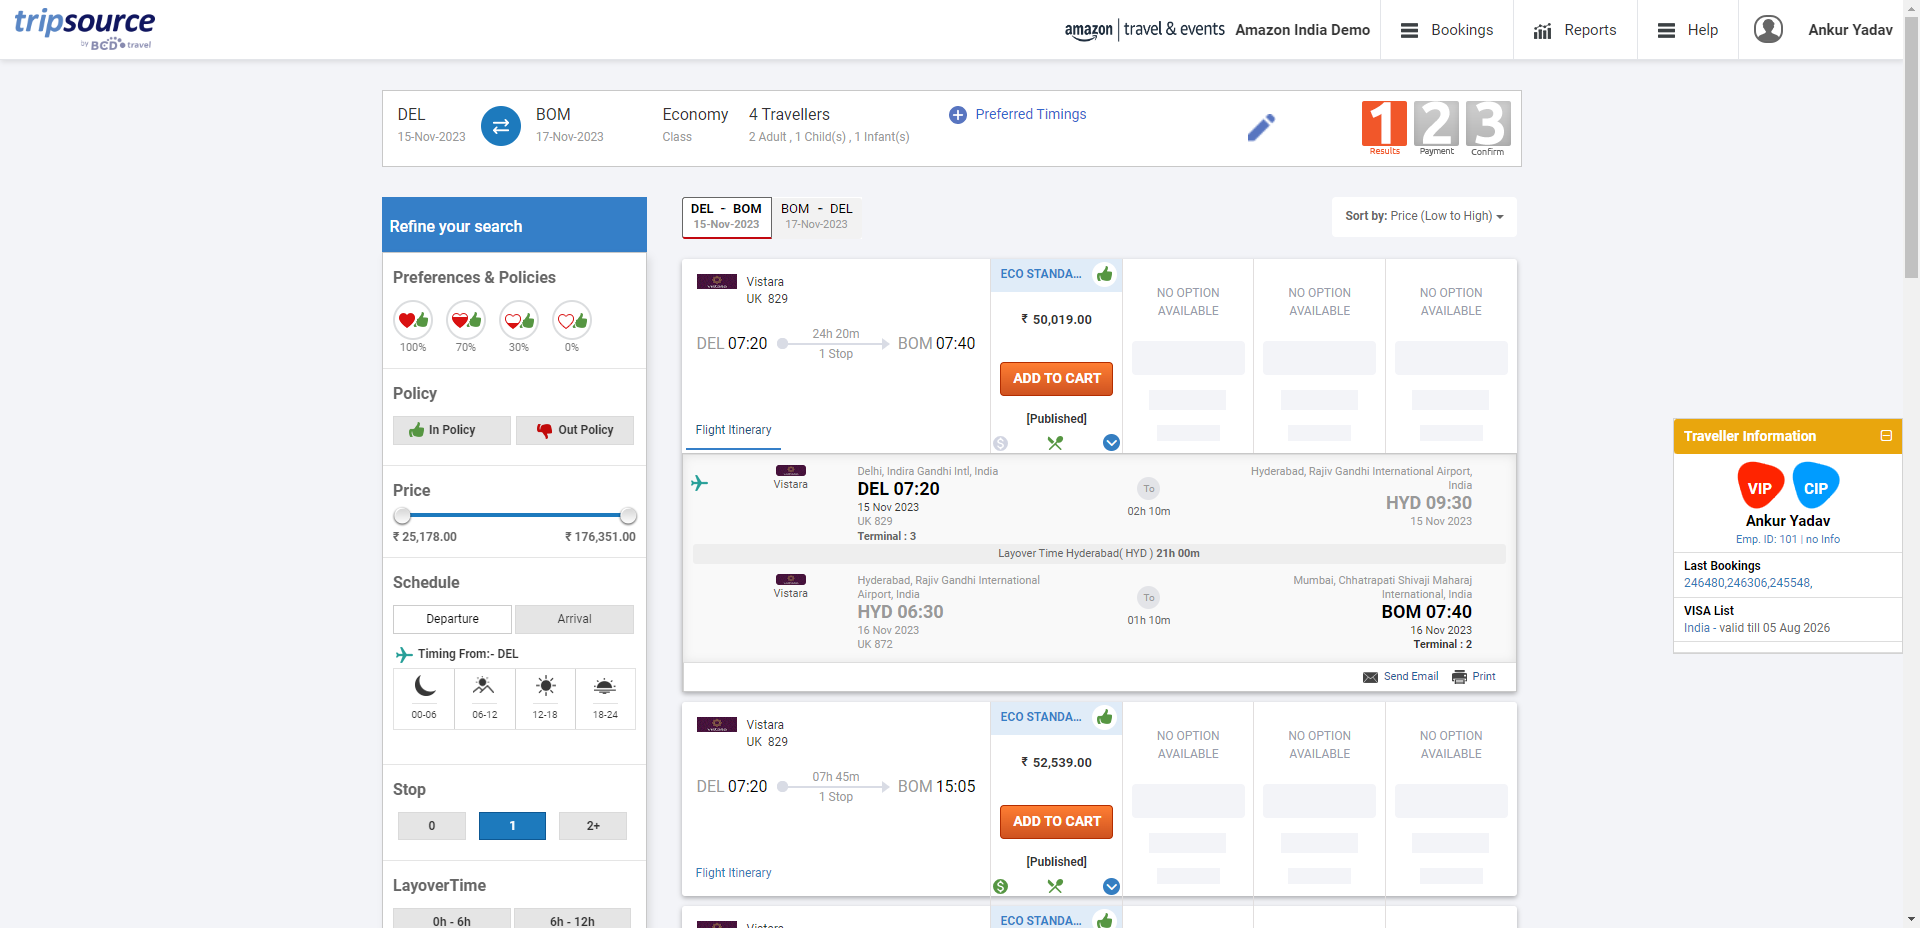 tripsource
by BCD travel
amazon | travel & events Amazon India Demo
Bookings
Reports
Help
Ankur Yadav
DEL
15-Nov-2023
BOM
17-Nov-2023
Economy
Class
4 Travellers
2 Adult , 1 Child(s) , 1 Infant(s)
Preferred Timings
1 2 3
Results Payment Confirm
Refine your search
Preferences & Policies
100% 70% 30% 0%
Policy
In Policy Out Policy
Price
₹ 25,178.00 ₹ 176,351.00
Schedule
Departure Arrival
Timing From:- DEL
00-06 06-12 12-18 18-24
Stop
0 1 2+
LayoverTime
0h - 6h 6h - 12h
DEL - BOM
15-Nov-2023
BOM - DEL
17-Nov-2023
Sort by: Price (Low to High)
Vistara
UK 829
DEL 07:20
24h 20m
1 Stop
BOM 07:40
Flight Itinerary
ECO STANDA...
₹ 50,019.00
ADD TO CART
[Published]
NO OPTION
AVAILABLE
NO OPTION
AVAILABLE
NO OPTION
AVAILABLE
Vistara
Delhi, Indira Gandhi Intl, India
DEL 07:20
15 Nov 2023
UK 829
Terminal : 3
To
02h 10m
Hyderabad, Rajiv Gandhi International Airport,
India
HYD 09:30
15 Nov 2023
Layover Time Hyderabad( HYD ) 21h 00m
Vistara
Hyderabad, Rajiv Gandhi International
Airport, India
HYD 06:30
16 Nov 2023
UK 872
To
01h 10m
Mumbai, Chhatrapati Shivaji Maharaj
International, India
BOM 07:40
16 Nov 2023
Terminal : 2
Send Email Print
Vistara
UK 829
DEL 07:20
07h 45m
1 Stop
BOM 15:05
Flight Itinerary
ECO STANDA...
₹ 52,539.00
ADD TO CART
[Published]
NO OPTION
AVAILABLE
NO OPTION
AVAILABLE
NO OPTION
AVAILABLE
Vistara
ECO STANDA...
Traveller Information
VIP CIP
Ankur Yadav
Emp. ID: 101 | no Info
Last Bookings
246480,246306,245548,
VISA List
India - valid till 05 Aug 2026